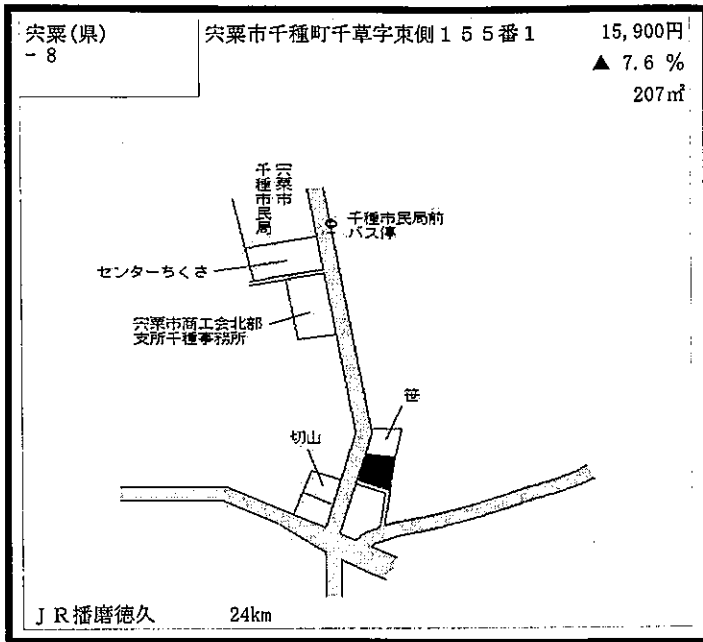 宍粟(県)
- 8
宍粟市千種町千草字東側155番1
15,900円
▲ 7.6 %
207㎡
宍粟市
千種市民局
千種市民局前
バス停
センターちくさ
宍粟市商工会北部
支所千種事務所
笹
切山
JR播磨徳久 24km